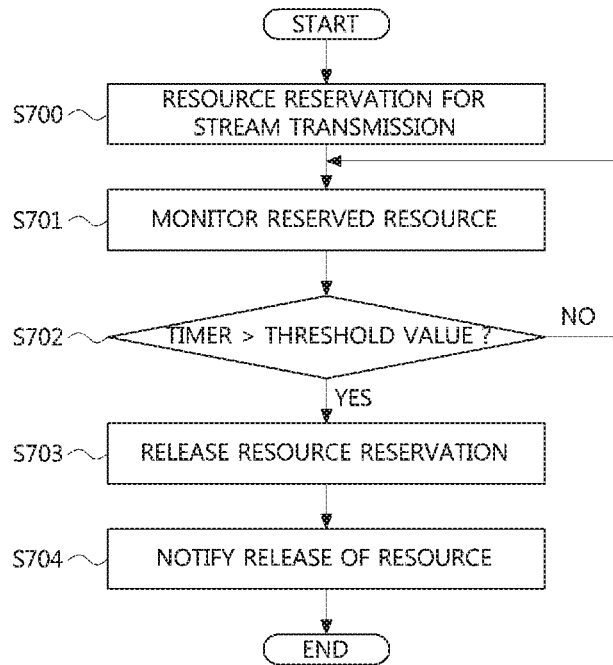 START
S700
RESOURCE RESERVATION FOR
STREAM TRANSMISSION
S701
MONITOR RESERVED RESOURCE
S702
TIMER > THRESHOLD VALUE ?
NO
YES
S703
RELEASE RESOURCE RESERVATION
S704
NOTIFY RELEASE OF RESOURCE
END